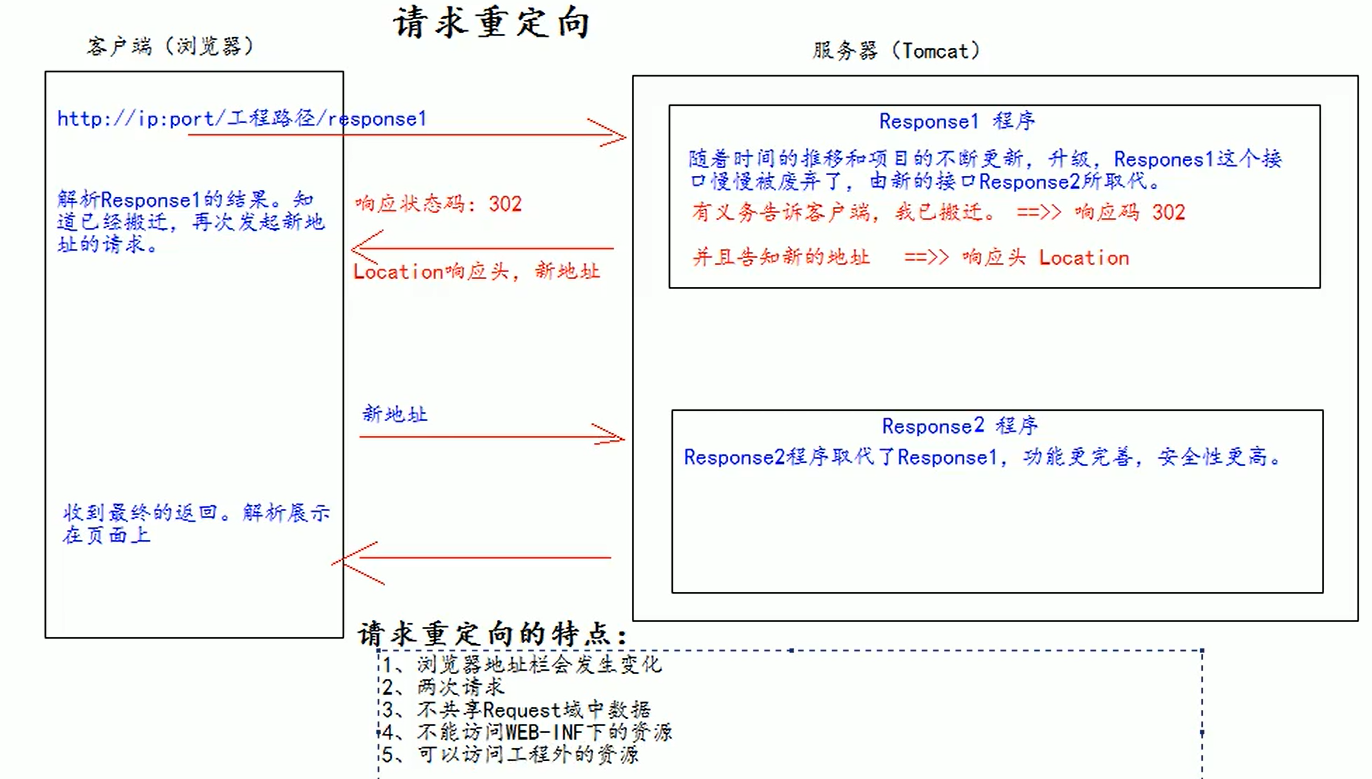 请求重定向
客户端（浏览器）
服务器（Tomcat）
http://ip:port/工程路径/response1
解析Response1的结果。知
道已经搬迁，再次发起新地
址的请求。
响应状态码：302
Location响应头，新地址
Response1 程序
随着时间的推移和项目的不断更新，升级，Respones1这个接
口慢慢被废弃了，由新的接口Response2所取代。
有义务告诉客户端，我已搬迁。 ==>> 响应码 302
并且告知新的地址 ==>> 响应头 Location
新地址
Response2 程序
Response2程序取代了Response1，功能更完善，安全性更高。
收到最终的返回。解析展示
在页面上
请求重定向的特点：
1、浏览器地址栏会发生变化
2、两次请求
3、不共享Request域中数据
4、不能访问WEB-INF下的资源
5、可以访问工程外的资源